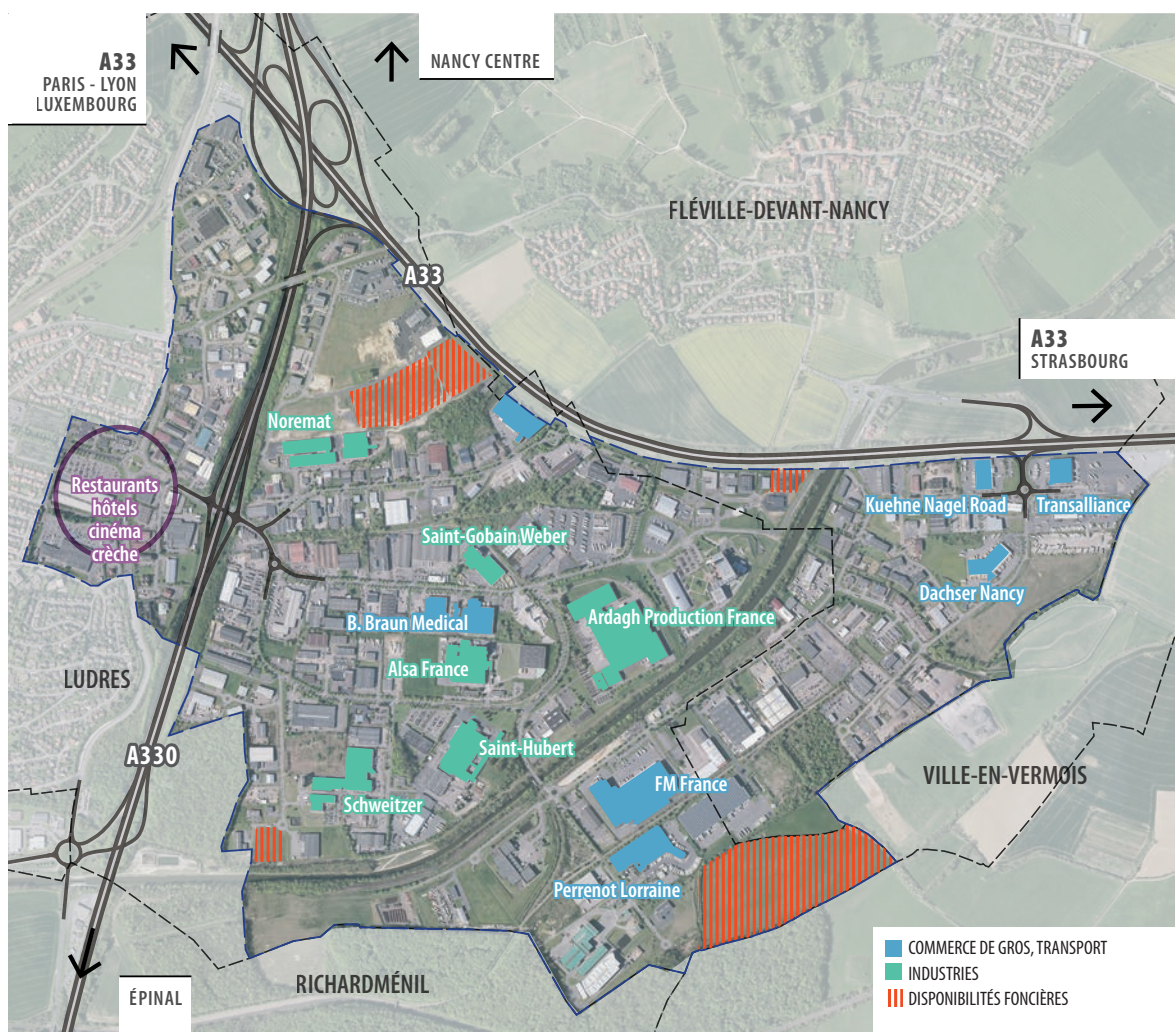 A33
PARIS - LYON
LUXEMBOURG
NANCY CENTRE
FLÉVILLE-DEVANT-NANCY
A33
A33
STRASBOURG
Noremat
Restaurants
hôtels
cinéma
crèche
Kuehne Nagel Road
Transalliance
Saint-Gobain Weber
Dachser Nancy
B. Braun Medical
Ardagh Production France
Alsa France
LUDRES
A330
Saint-Hubert
FM France
VILLE-EN-VERMOIS
Schweitzer
Perrenot Lorraine
RICHARDMÉNIL
ÉPINAL
COMMERCE DE GROS, TRANSPORT
INDUSTRIES
DISPONIBILITÉS FONCIÈRES